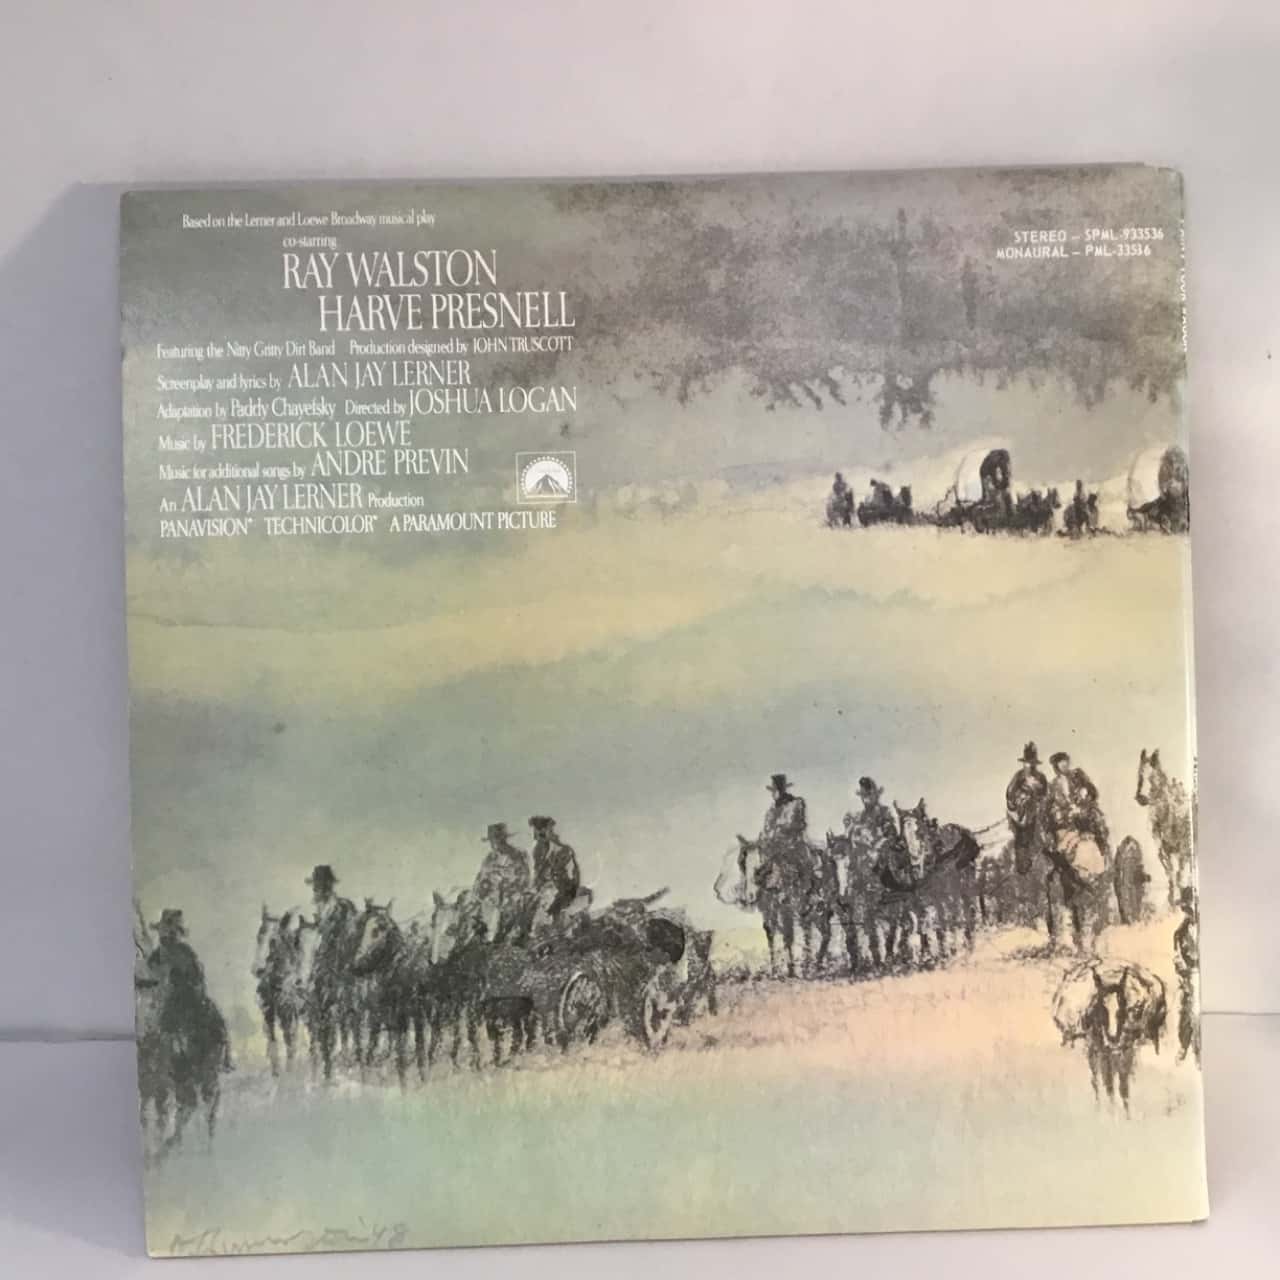 Based on the Lerner and Loewe Broadway musical play
co-starring
RAY WALSTON
HARVE PRESNELL
Featuring the Nitty Gritty Dirt Band Production designed by JOHN TRUSCOTT
Screenplay and lyrics by ALAN JAY LERNER
Adaptation by Paddy Chayefsky Directed by JOSHUA LOGAN
Music by FREDERICK LOEWE
Music for additional songs by ANDRE PREVIN
An ALAN JAY LERNER Production
PANAVISION® TECHNICOLOR® A PARAMOUNT PICTURE
STEREO – SPML-933536
MONAURAL – PML-33536